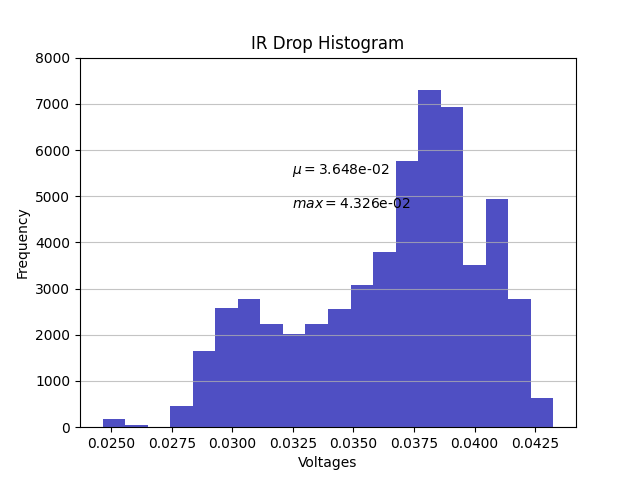 IR Drop Histogram
8000
7000
6000
5000
4000
3000
2000
1000
0
Frequency
μ = 3.648e-02
max = 4.326e-02
0.0250 0.0275 0.0300 0.0325 0.0350 0.0375 0.0400 0.0425
Voltages